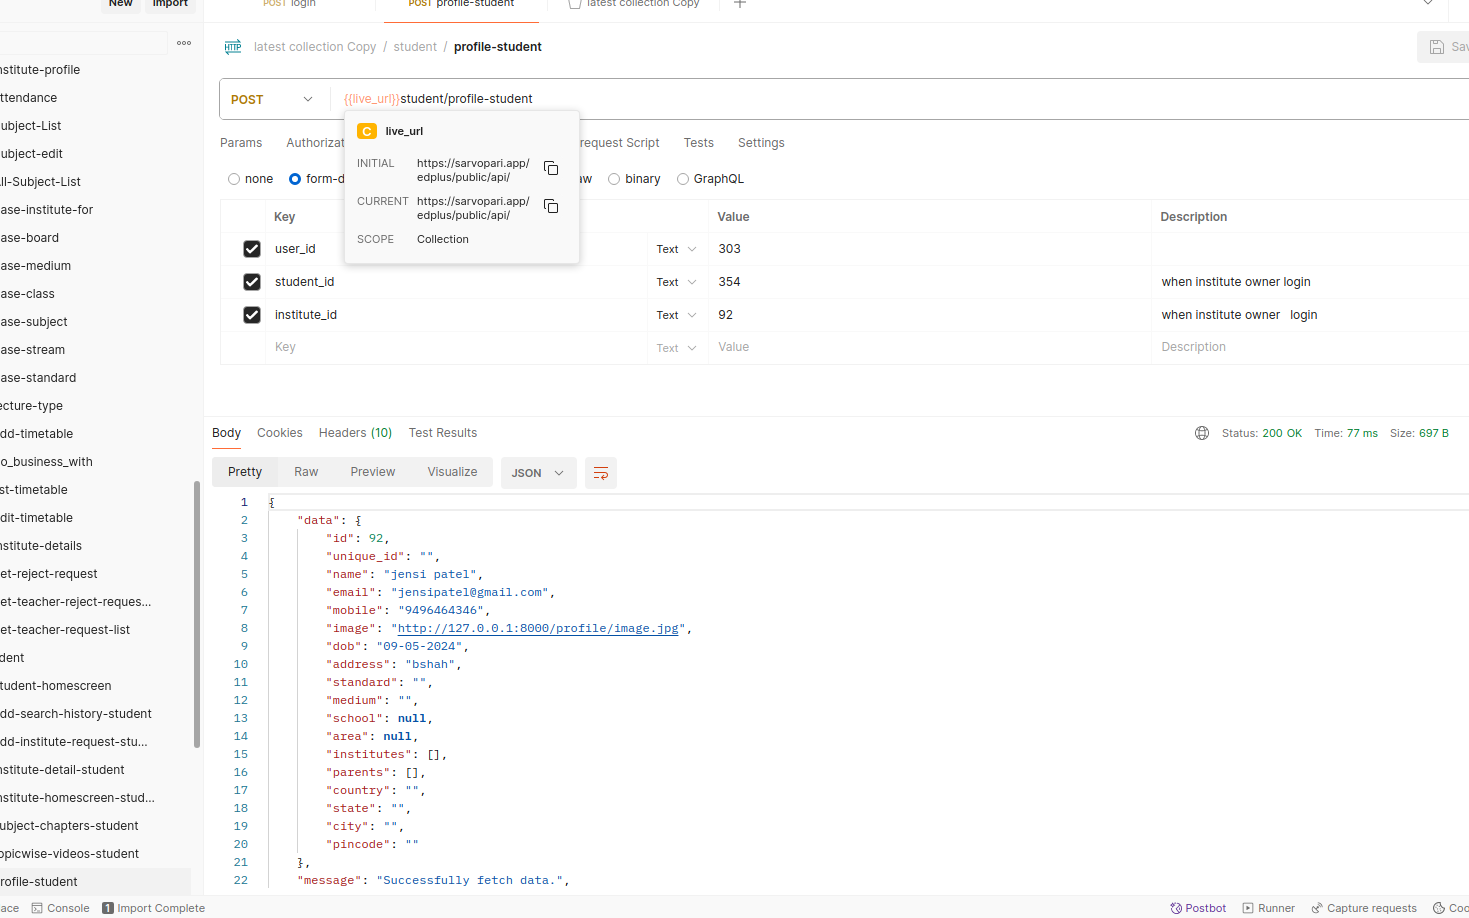 New Import
POST login POST profile-student latest collection Copy
latest collection Copy / student / profile-student
Sav
POST {{live_url}}student/profile-student
Params Authorizat request Script Tests Settings
none form-d aw binary GraphQL
C live_url
INITIAL https://sarvopari.app/
edplus/public/api/
CURRENT https://sarvopari.app/
edplus/public/api/
SCOPE Collection
Key Value Description
user_id Text 303
student_id Text 354 when institute owner login
institute_id Text 92 when institute owner login
Key Text Value Description
nstitute-profile
ttendance
ubject-List
ubject-edit
ll-Subject-List
ase-institute-for
ase-board
ase-medium
ase-class
ase-subject
ase-stream
ase-standard
ecture-type
dd-timetable
o_business_with
st-timetable
dit-timetable
nstitute-details
et-reject-request
et-teacher-reject-reques...
et-teacher-request-list
dent
tudent-homescreen
dd-search-history-student
dd-institute-request-stu...
nstitute-detail-student
nstitute-homescreen-stud...
ubject-chapters-student
opicwise-videos-student
rofile-student
Body Cookies Headers (10) Test Results
Status: 200 OK Time: 77 ms Size: 697 B
Pretty Raw Preview Visualize JSON
1 {
2 "data": {
3 "id": 92,
4 "unique_id": "",
5 "name": "jensi patel",
6 "email": "jensipatel@gmail.com",
7 "mobile": "9496464346",
8 "image": "http://127.0.0.1:8000/profile/image.jpg",
9 "dob": "09-05-2024",
10 "address": "bshah",
11 "standard": "",
12 "medium": "",
13 "school": null,
14 "area": null,
15 "institutes": [],
16 "parents": [],
17 "country": "",
18 "state": "",
19 "city": "",
20 "pincode": ""
21 },
22 "message": "Successfully fetch data.",
ace Console 1 Import Complete
Postbot Runner Capture requests Coo